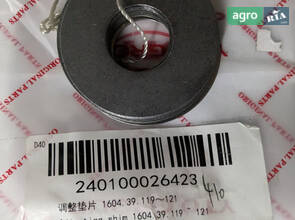 agro RIA
ORIGINAL PARTS
D40
240100026423
调整垫片 1604.39.119~121
shim 1604.39.119~121